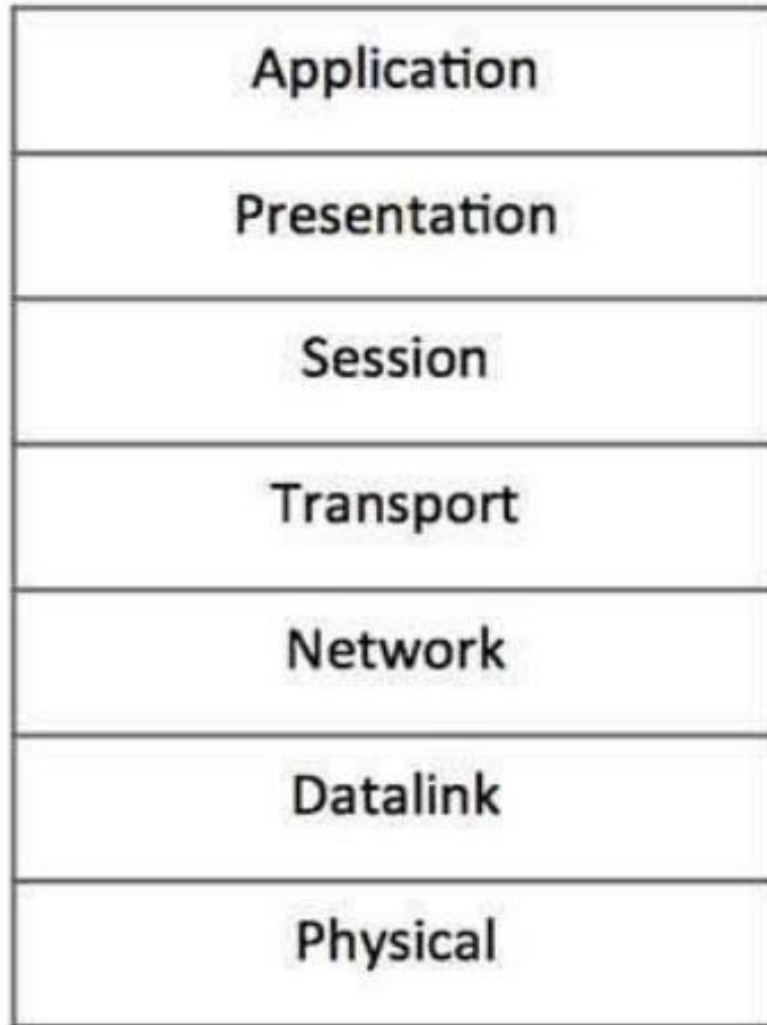 Application
Presentation
Session
Transport
Network
Datalink
Physical